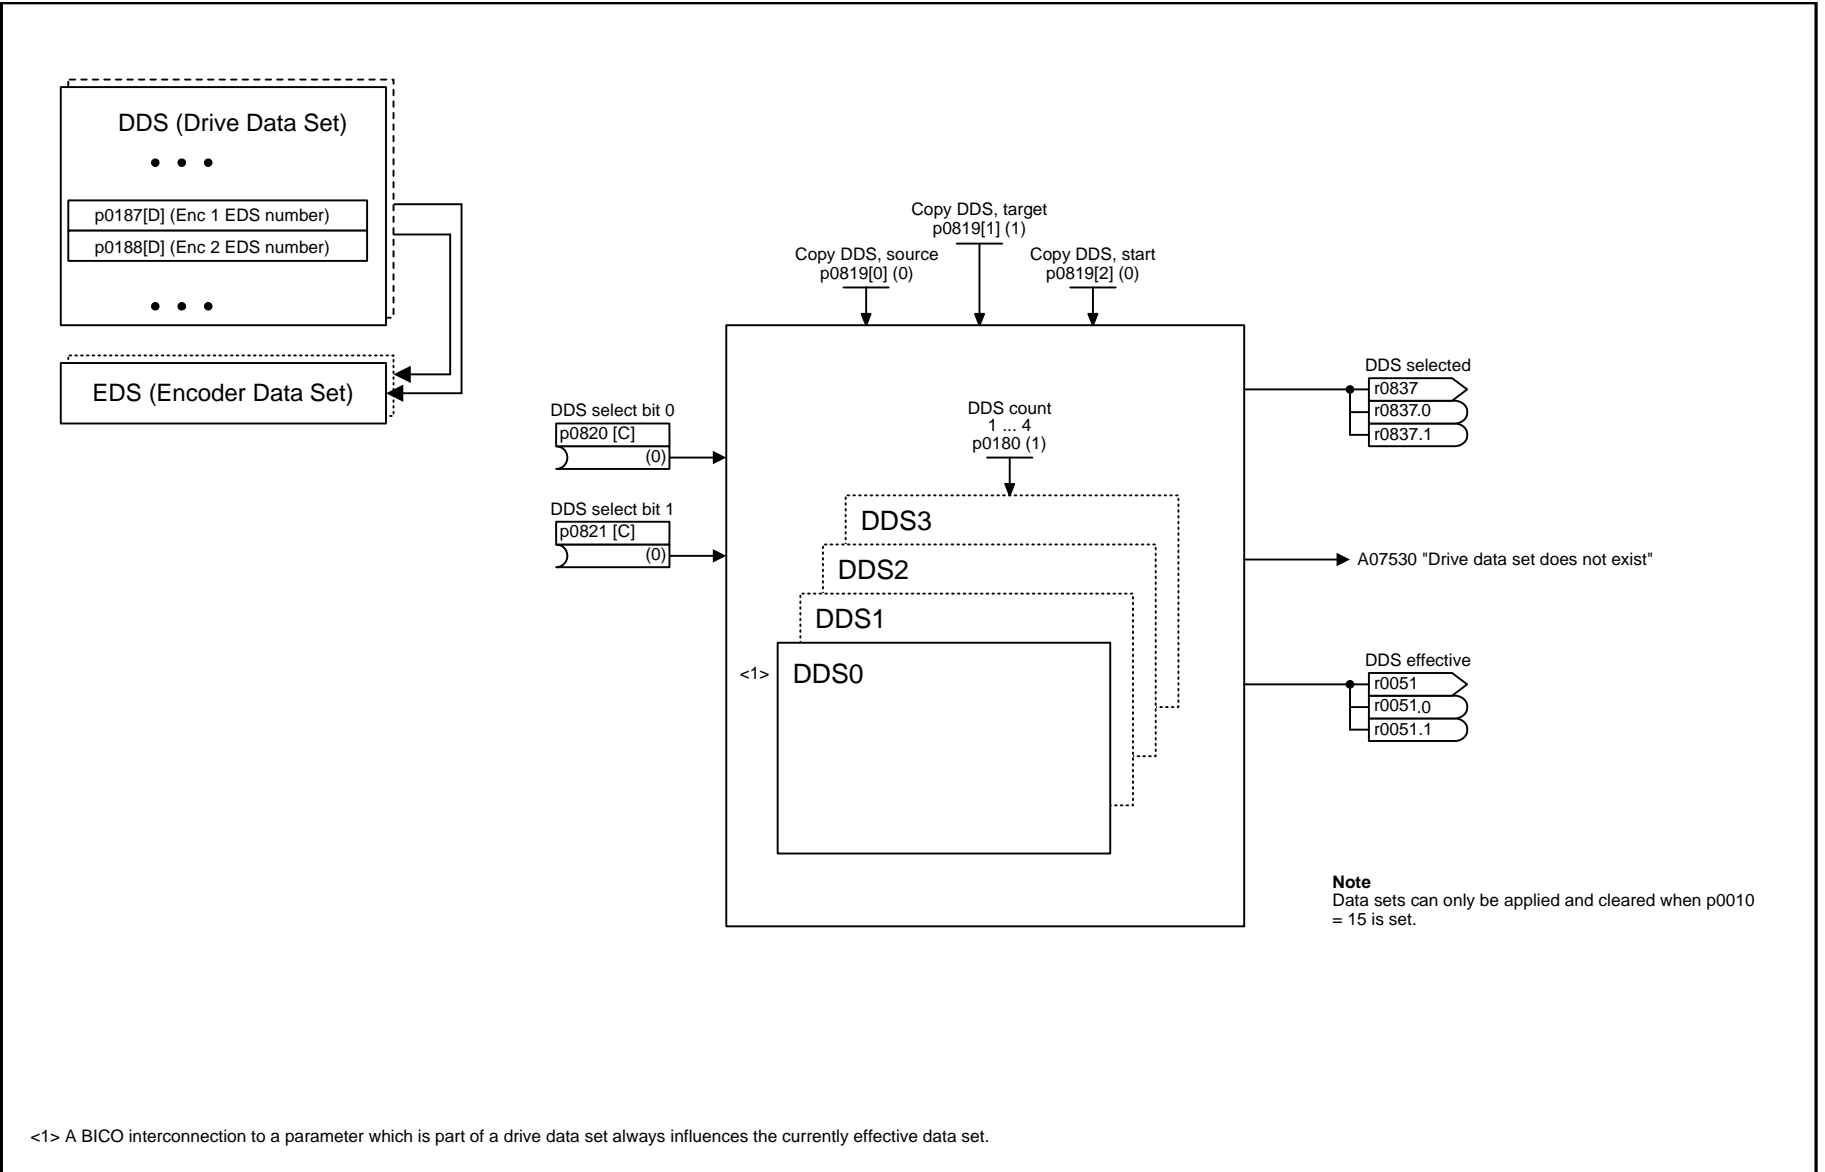 DDS (Drive Data Set)
p0187[D] (Enc 1 EDS number)
p0188[D] (Enc 2 EDS number)
EDS (Encoder Data Set)
Copy DDS, target
p0819[1] (1)
Copy DDS, source
p0819[0] (0)
Copy DDS, start
p0819[2] (0)
DDS select bit 0
p0820 [C]
(0)
DDS select bit 1
p0821 [C]
(0)
DDS count
1 ... 4
p0180 (1)
DDS3
DDS2
DDS1
<1>
DDS0
DDS selected
r0837
r0837.0
r0837.1
A07530 "Drive data set does not exist"
DDS effective
r0051
r0051.0
r0051.1
Note
Data sets can only be applied and cleared when p0010
= 15 is set.
<1> A BICO interconnection to a parameter which is part of a drive data set always influences the currently effective data set.